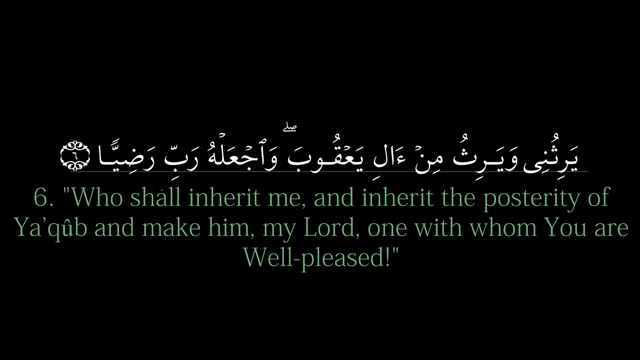 يَرِثُنِى وَيَرِثُ مِنْ ءَالِ يَعْقُوبَ ۖ وَٱجْعَلْهُ رَبِّ رَضِيًّۭا ٦
6. "Who shall inherit me, and inherit the posterity of
Ya’qûb and make him, my Lord, one with whom You are
Well-pleased!"